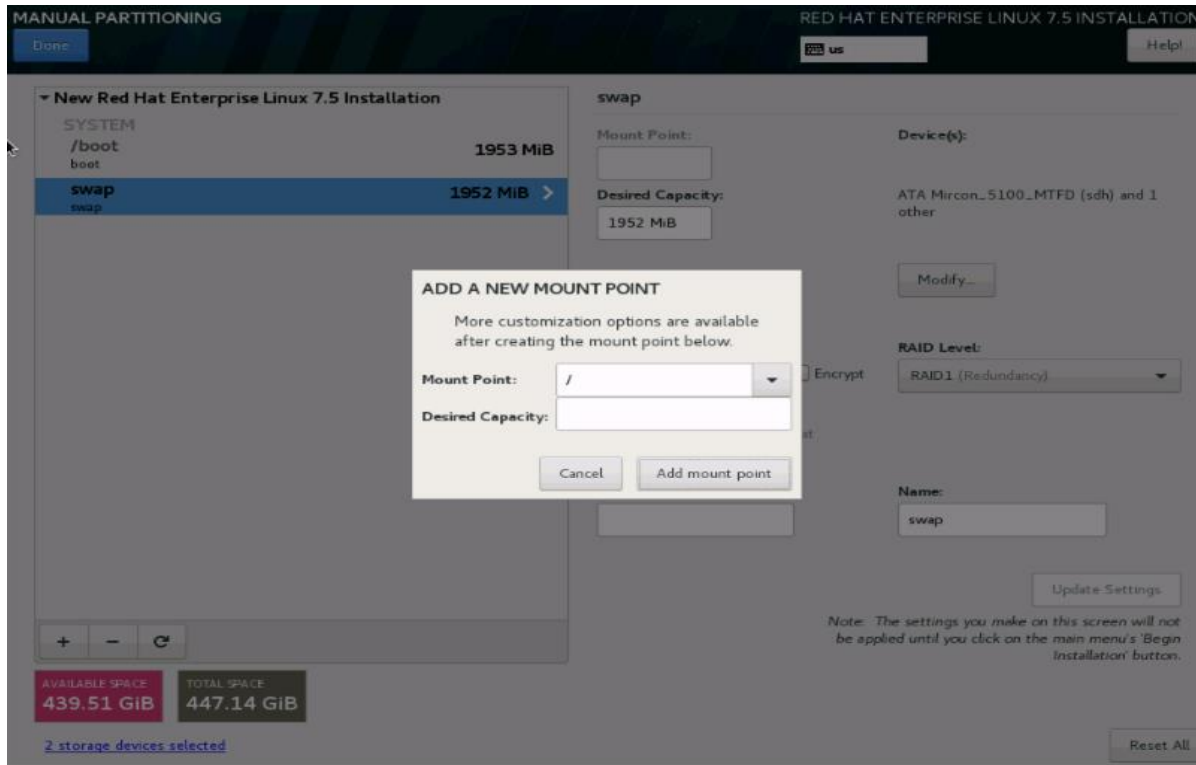 MANUAL PARTITIONING
RED HAT ENTERPRISE LINUX 7.5 INSTALLATION
Done
us
Help!
New Red Hat Enterprise Linux 7.5 Installation
SYSTEM
/boot
boot
1953 MiB
swap
swap
1952 MiB
swap
Mount Point:
Device(s):
Desired Capacity:
1952 MiB
ATA Mircon_5100_MTFD (sdh) and 1
other
Modify...
RAID Level:
Encrypt
RAID1 (Redundancy)
Name:
swap
Update Settings
Note: The settings you make on this screen will not
be applied until you click on the main menu's 'Begin
Installation' button.
ADD A NEW MOUNT POINT
More customization options are available
after creating the mount point below.
Mount Point:
/
Desired Capacity:
Cancel
Add mount point
+ -
AVAILABLE SPACE
439.51 GiB
TOTAL SPACE
447.14 GiB
2 storage devices selected
Reset All